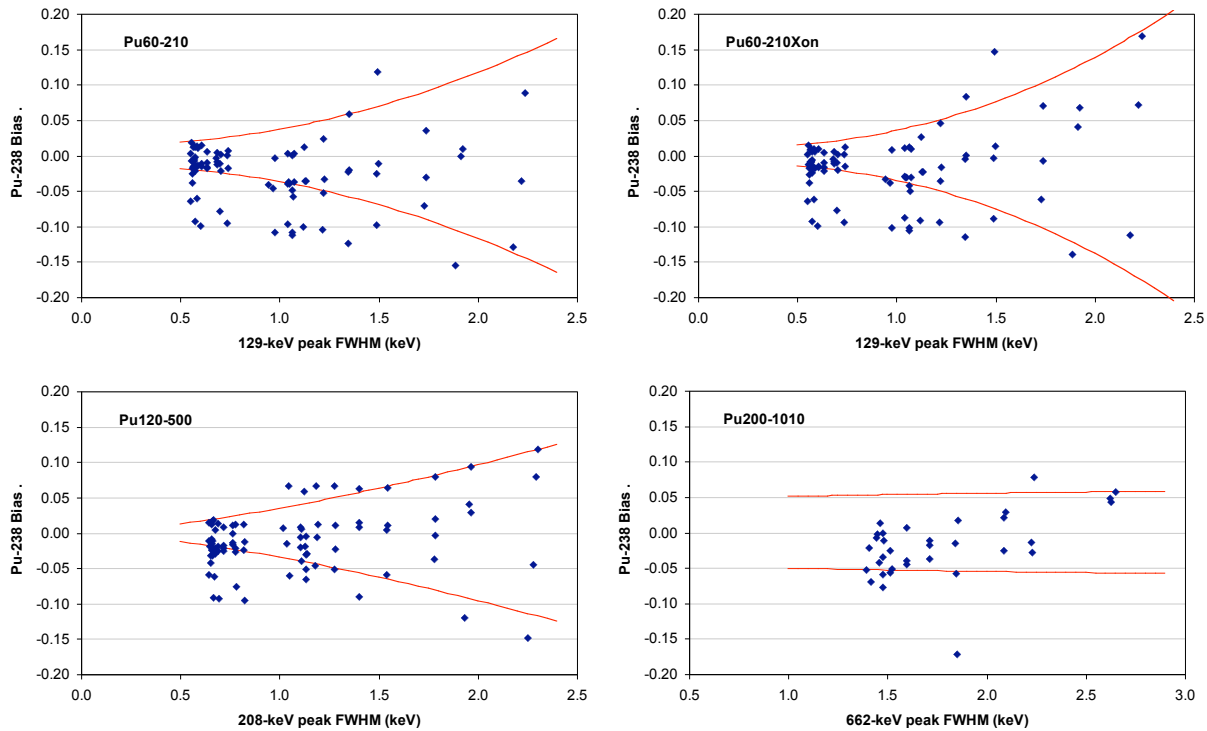 Pu60-210
Pu-238 Bias .
0.20
0.15
0.10
0.05
0.00
-0.05
-0.10
-0.15
-0.20
0.0 0.5 1.0 1.5 2.0 2.5
129-keV peak FWHM (keV)
Pu60-210Xon
Pu-238 Bias .
0.20
0.15
0.10
0.05
0.00
-0.05
-0.10
-0.15
-0.20
0.0 0.5 1.0 1.5 2.0 2.5
129-keV peak FWHM (keV)
Pu120-500
Pu-238 Bias .
0.20
0.15
0.10
0.05
0.00
-0.05
-0.10
-0.15
-0.20
0.0 0.5 1.0 1.5 2.0 2.5
208-keV peak FWHM (keV)
Pu200-1010
Pu-238 Bias .
0.20
0.15
0.10
0.05
0.00
-0.05
-0.10
-0.15
-0.20
0.5 1.0 1.5 2.0 2.5 3.0
662-keV peak FWHM (keV)